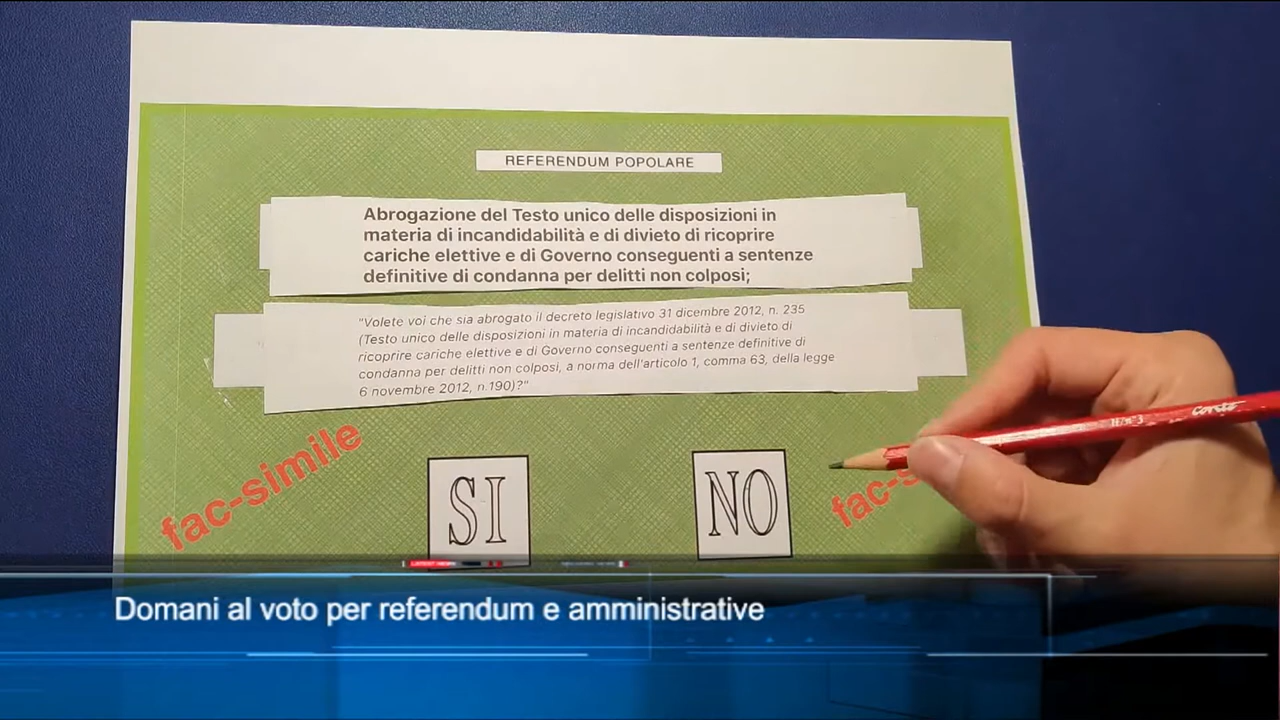 REFERENDUM POPOLARE
Abrogazione del Testo unico delle disposizioni in
materia di incandidabilità e di divieto di ricoprire
cariche elettive e di Governo conseguenti a sentenze
definitive di condanna per delitti non colposi;
"Volete voi che sia abrogato il decreto legislativo 31 dicembre 2012, n. 235
(Testo unico delle disposizioni in materia di incandidabilità e di divieto di
ricoprire cariche elettive e di Governo conseguenti a sentenze definitive di
condanna per delitti non colposi, a norma dell'articolo 1, comma 63, della legge
6 novembre 2012, n.190)?"
fac-simile
SI
NO
fac-s
LATEST NEWS
Domani al voto per referendum e amministrative